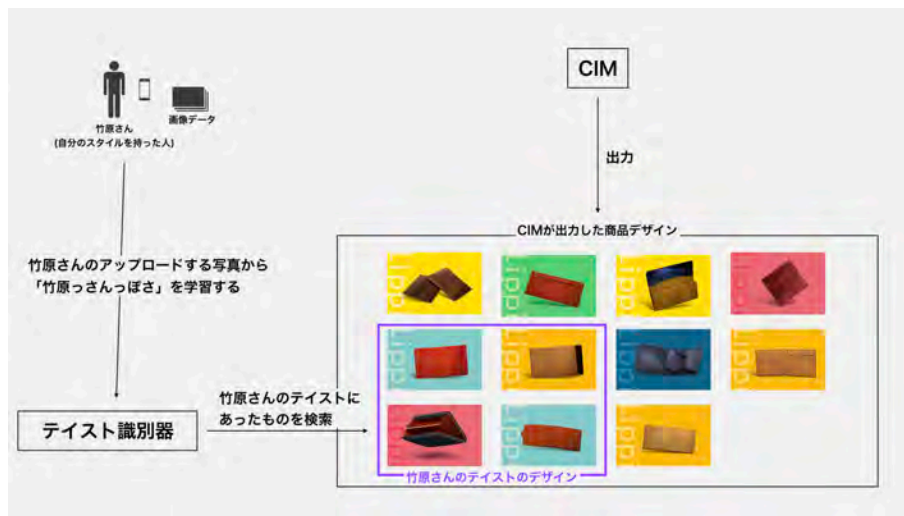 CIM
画像データ
竹原さん
(自分のスタイルを持った人)
出力
CIMが出力した商品デザイン
竹原さんのアップロードする写真から
「竹原っさんっぽさ」を学習する
テイスト識別器
竹原さんのテイストに
あったものを検索
竹原さんのテイストのデザイン